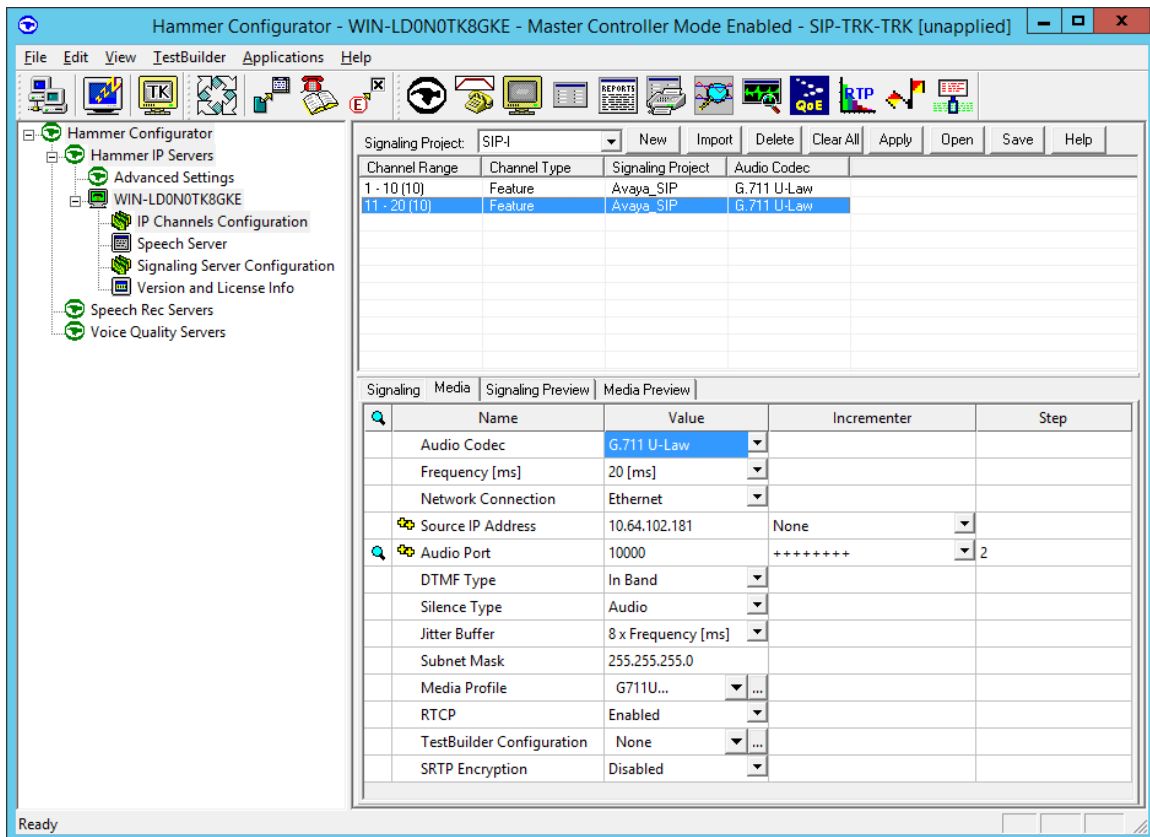 Hammer Configurator - WIN-LD0N0TK8GKE - Master Controller Mode Enabled - SIP-TRK-TRK [unapplied]
File Edit View TestBuilder Applications Help
TK REPORTS QoE RTP
Hammer Configurator
Hammer IP Servers
Advanced Settings
WIN-LD0N0TK8GKE
IP Channels Configuration
Speech Server
Signaling Server Configuration
Version and License Info
Speech Rec Servers
Voice Quality Servers
Signaling Project: SIP-I New Import Delete Clear All Apply Open Save Help
Channel Range Channel Type Signaling Project Audio Codec
1 - 10 (10) Feature Avaya_SIP G.711 U-Law
11 - 20 (10) Feature Avaya_SIP G.711 U-Law
Signaling Media Signaling Preview Media Preview
Name Value Incrementer Step
Audio Codec G.711 U-Law
Frequency [ms] 20 [ms]
Network Connection Ethernet
Source IP Address 10.64.102.181 None
Audio Port 10000 ++++++++ 2
DTMF Type In Band
Silence Type Audio
Jitter Buffer 8 x Frequency [ms]
Subnet Mask 255.255.255.0
Media Profile G711U... ...
RTCP Enabled
TestBuilder Configuration None ...
SRTP Encryption Disabled
Ready